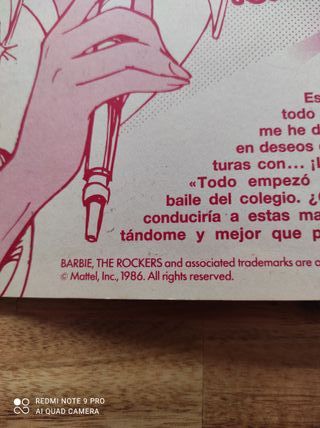 Es
todo
me he d
en deseos
turas con... ¡
«Todo empezó
baile del colegio. ¿
conduciría a estas ma
tándome y mejor que p
BARBIE, THE ROCKERS and associated trademarks are o
© Mattel, Inc., 1986. All rights reserved.
REDMI NOTE 9 PRO
AI QUAD CAMERA